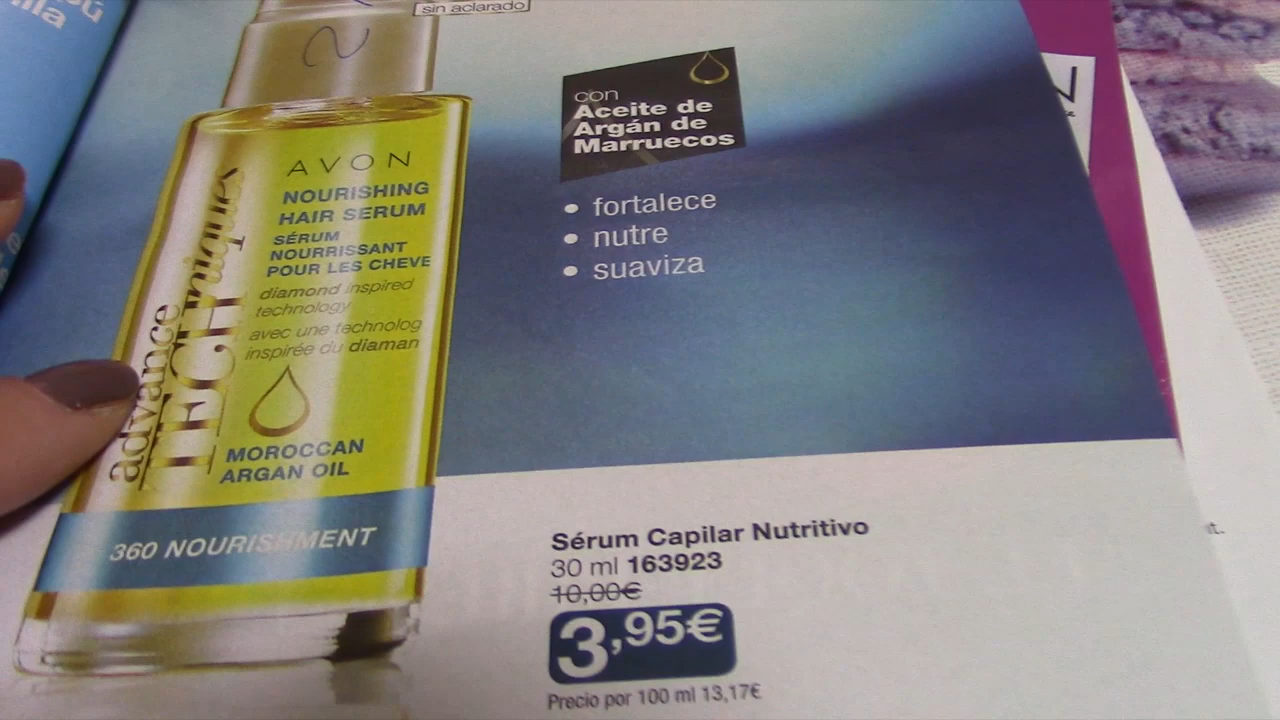 sin aclarado
con
Aceite de
Argán de
Marruecos
• fortalece
• nutre
• suaviza
AVON
NOURISHING
HAIR SERUM
SÉRUM
NOURRISSANT
POUR LES CHEVE
diamond inspired
technology
avec une technolog
inspirée du diaman
advance
TECHniques
MOROCCAN
ARGAN OIL
360 NOURISHMENT
Sérum Capilar Nutritivo
30 ml 163923
10,00€
3,95€
Precio por 100 ml 13,17€